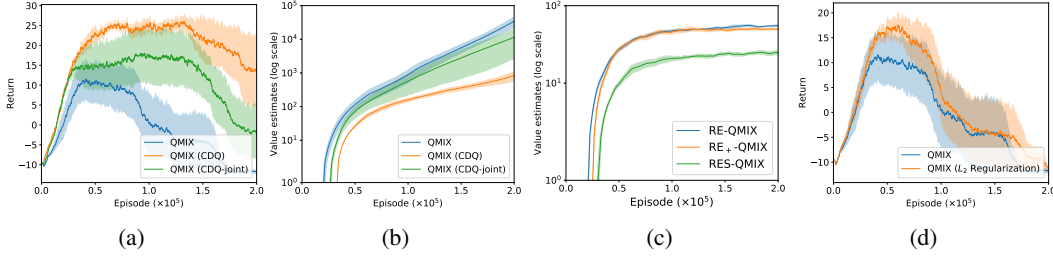 30
25
20
15
10
5
0
−5
−10
Return
QMIX
QMIX (CDQ)
QMIX (CDQ-joint)
0.0 0.5 1.0 1.5 2.0
Episode (×10⁵)
(a)
10⁵
10⁴
10³
10²
10¹
10⁰
Value estimates (log scale)
QMIX
QMIX (CDQ)
QMIX (CDQ-joint)
0.0 0.5 1.0 1.5 2.0
Episode (×10⁵)
(b)
10²
10¹
10⁰
Value estimates (log scale)
RE-QMIX
RE₊-QMIX
RES-QMIX
0.0 0.5 1.0 1.5 2.0
Episode (×10⁵)
(c)
20
15
10
5
0
−5
−10
Return
QMIX
QMIX (L₂ Regularization)
0.0 0.5 1.0 1.5 2.0
Episode (×10⁵)
(d)